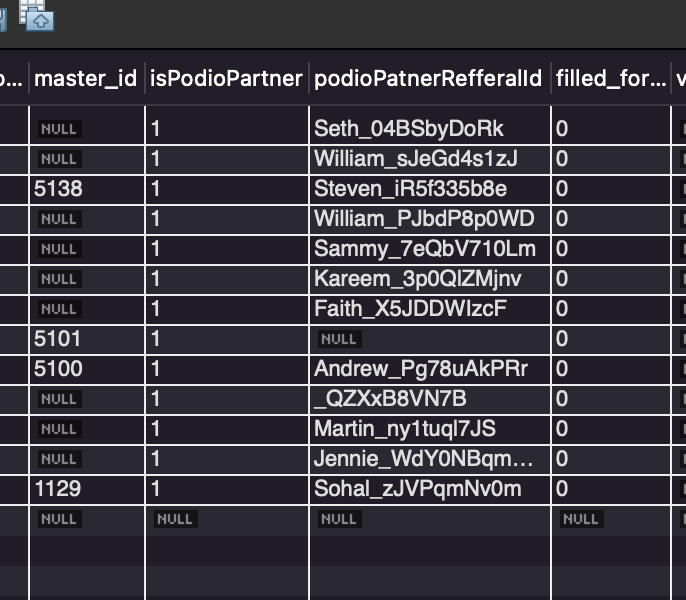 o... master_id isPodioPartner podioPatnerRefferalId filled_for... v
NULL 1 Seth_04BSbyDoRk 0
NULL 1 William_sJeGd4s1zJ 0
5138 1 Steven_iR5f335b8e 0
NULL 1 William_PJbdP8p0WD 0
NULL 1 Sammy_7eQbV710Lm 0
NULL 1 Kareem_3p0QlZMjnv 0
NULL 1 Faith_X5JDDWIzcF 0
5101 1 NULL 0
5100 1 Andrew_Pg78uAkPRr 0
NULL 1 _QZXxB8VN7B 0
NULL 1 Martin_ny1tuql7JS 0
NULL 1 Jennie_WdY0NBqm... 0
1129 1 Sohal_zJVPqmNv0m 0
NULL NULL NULL NULL